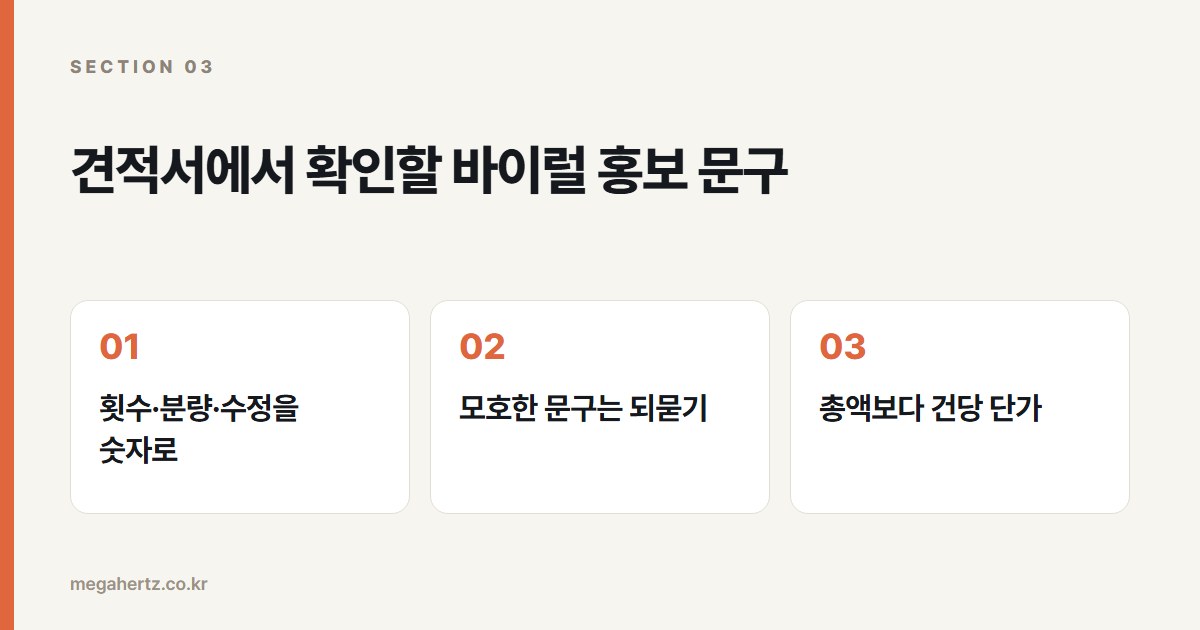 SECTION 03
견적서에서 확인할 바이럴 홍보 문구
01
횟수·분량·수정을
숫자로
02
모호한 문구는 되묻기
03
총액보다 건당 단가
megahertz.co.kr